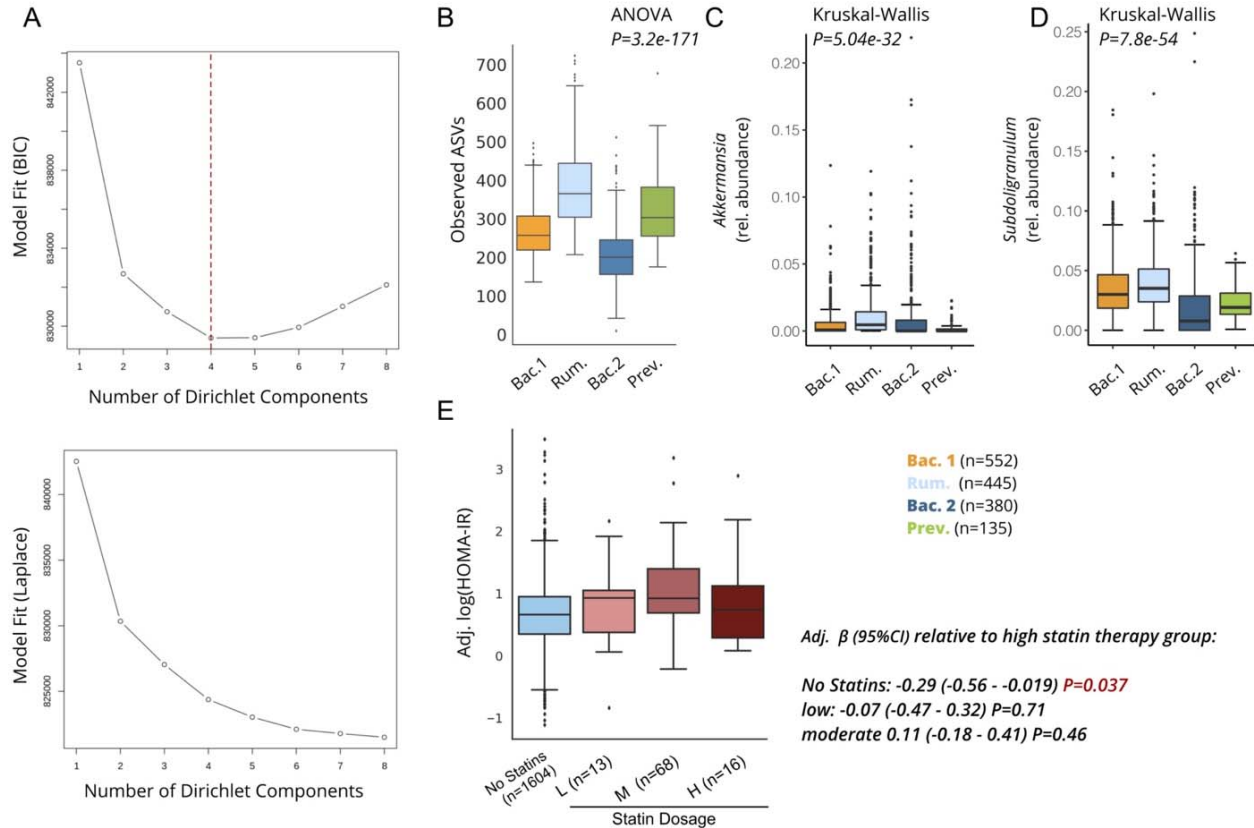 A
Model Fit (BIC)
842000
838000
834000
830000
1 2 3 4 5 6 7 8
Number of Dirichlet Components
Model Fit (Laplace)
840000
835000
830000
825000
1 2 3 4 5 6 7 8
Number of Dirichlet Components
B
ANOVA
P=3.2e-171
Observed ASVs
700
600
500
400
300
200
100
0
Bac.1 Rum. Bac.2 Prev.
C
Kruskal-Wallis
P=5.04e-32
Akkermansia
(rel. abundance)
0.20
0.15
0.10
0.05
0.00
Bac.1 Rum. Bac.2 Prev.
D
Kruskal-Wallis
P=7.8e-54
Subdoligranulum
(rel. abundance)
0.25
0.20
0.15
0.10
0.05
0.00
Bac.1 Rum. Bac.2 Prev.
E
Adj. log(HOMA-IR)
3
2
1
0
−1
No Statins
(n=1604)
L (n=13)
M (n=68)
H (n=16)
Statin Dosage
Bac. 1 (n=552)
Rum. (n=445)
Bac. 2 (n=380)
Prev. (n=135)
Adj. β (95%CI) relative to high statin therapy group:
No Statins: -0.29 (-0.56 - -0.019) P=0.037
low: -0.07 (-0.47 - 0.32) P=0.71
moderate 0.11 (-0.18 - 0.41) P=0.46